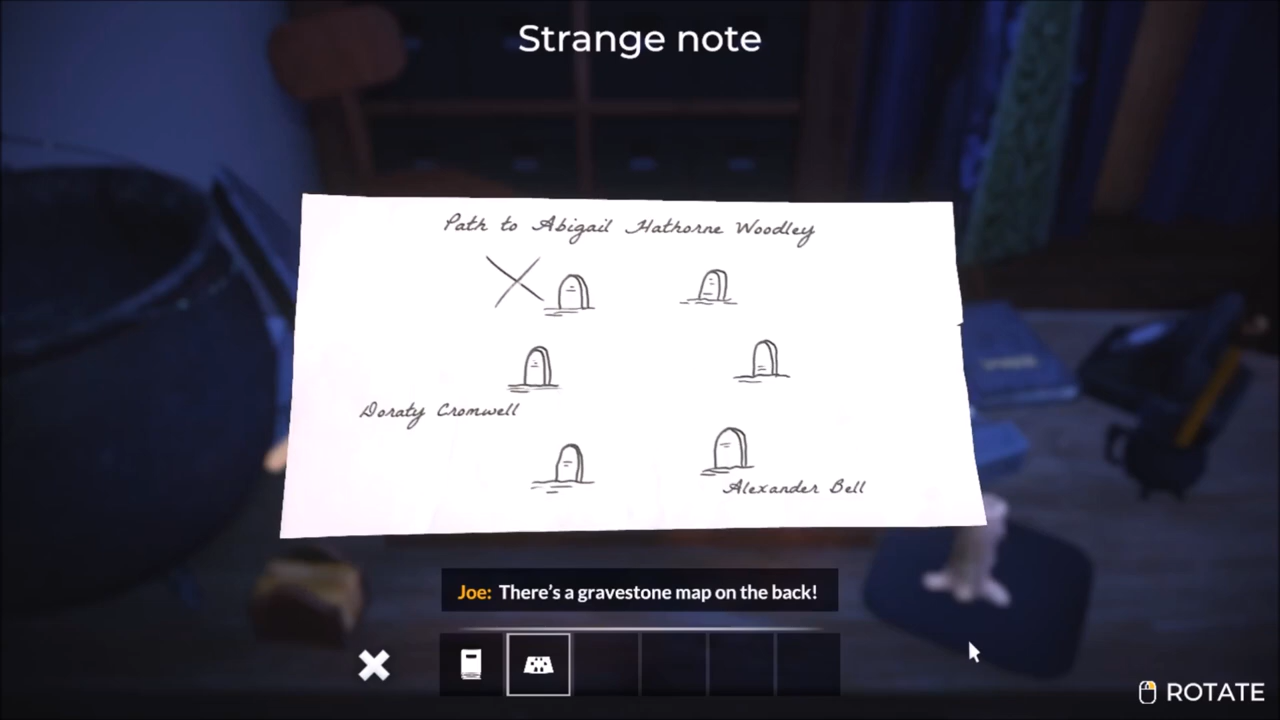 Strange note
Path to Abigail Hathorne Woodley
Doraty Cromwell
Alexander Bell
Joe: There's a gravestone map on the back!
ROTATE